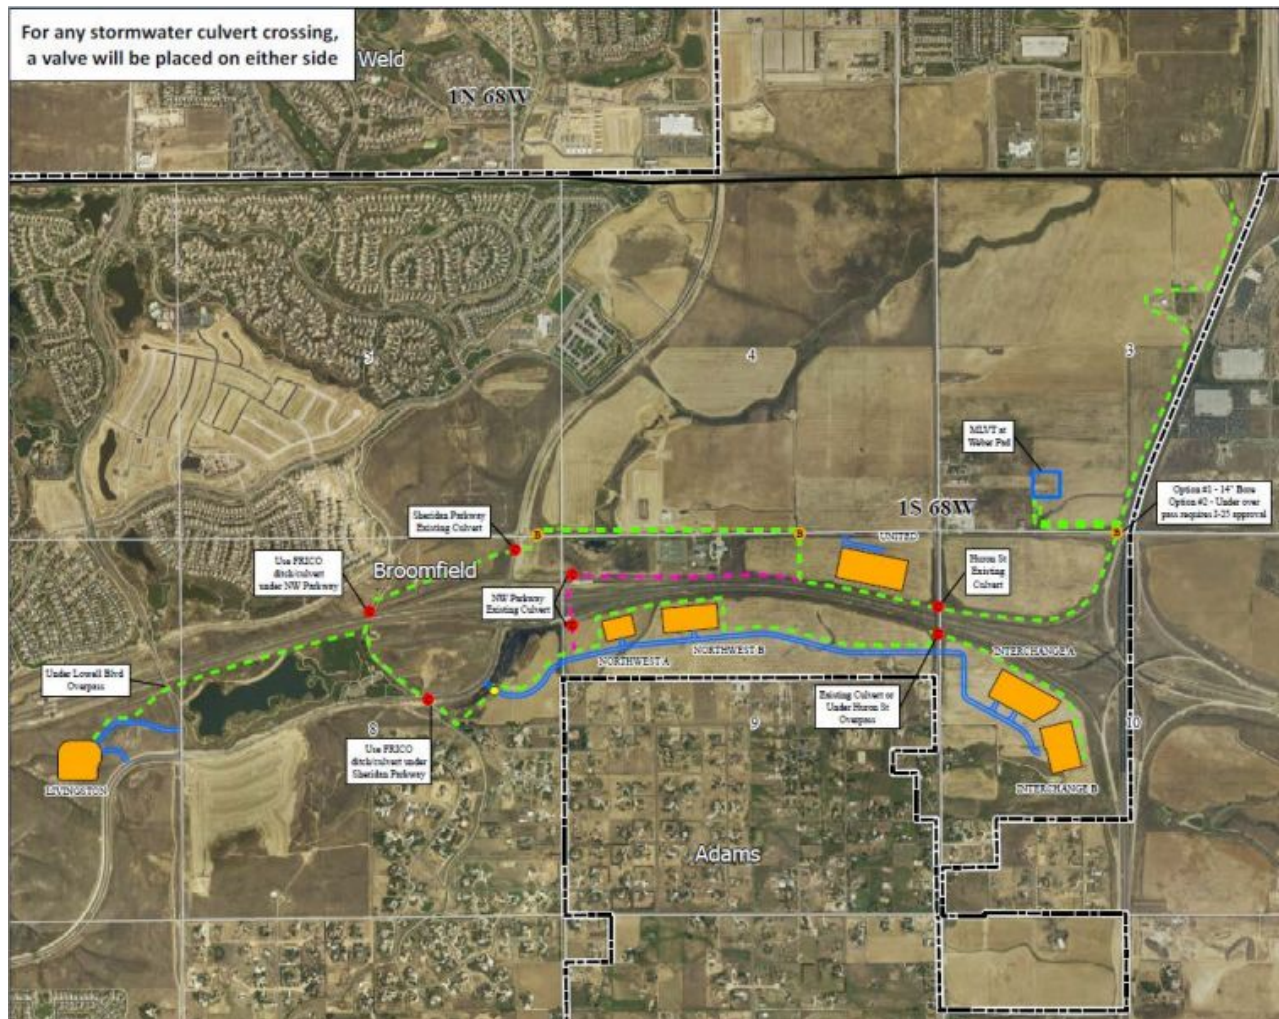 For any stormwater culvert crossing,
a valve will be placed on either side
Weld
1N 68W
5
4
3
MLVT at
Weber Pad
Option #1 - 14" Bore
Option #2 - Under over
pass requires I-25 approval
1S 68W
Sheridan Parkway
Existing Culvert
B
B
B
UNITED
Use FRICO
ditch/culvert
under NW Parkway
Broomfield
Huron St
Existing
Culvert
NW Parkway
Existing Culvert
NORTHWEST A
NORTHWEST B
INTERCHANGE A
Under Lowell Blvd
Overpass
Existing Culvert or
Under Huron St
Overpass
8
9
10
Use FRICO
ditch/culvert under
Sheridan Parkway
LIVINGSTON
INTERCHANGE B
Adams